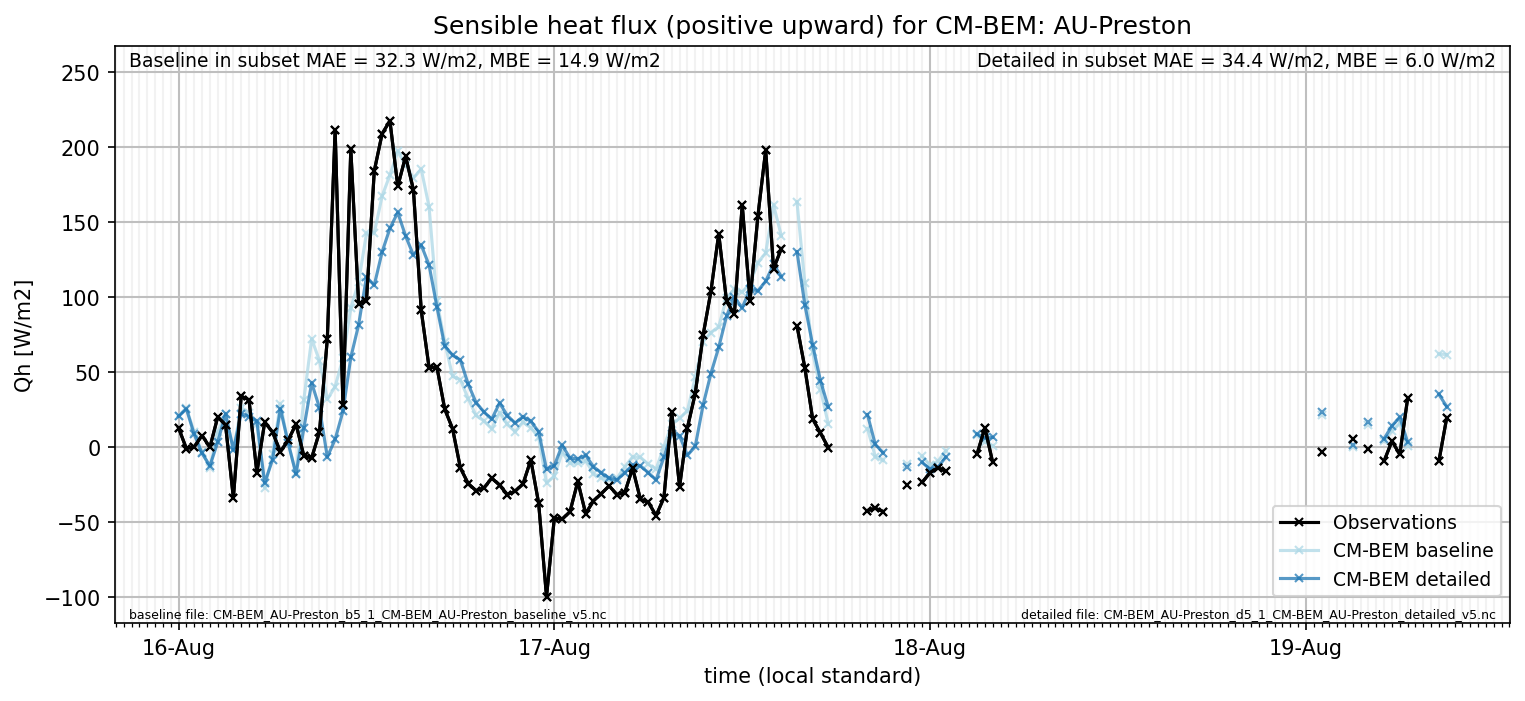 Sensible heat flux (positive upward) for CM-BEM: AU-Preston
Baseline in subset MAE = 32.3 W/m2, MBE = 14.9 W/m2
Detailed in subset MAE = 34.4 W/m2, MBE = 6.0 W/m2
Qh [W/m2]
250
200
150
100
50
0
−50
−100
Observations
CM-BEM baseline
CM-BEM detailed
baseline file: CM-BEM_AU-Preston_b5_1_CM-BEM_AU-Preston_baseline_v5.nc
detailed file: CM-BEM_AU-Preston_d5_1_CM-BEM_AU-Preston_detailed_v5.nc
16-Aug
17-Aug
18-Aug
19-Aug
time (local standard)